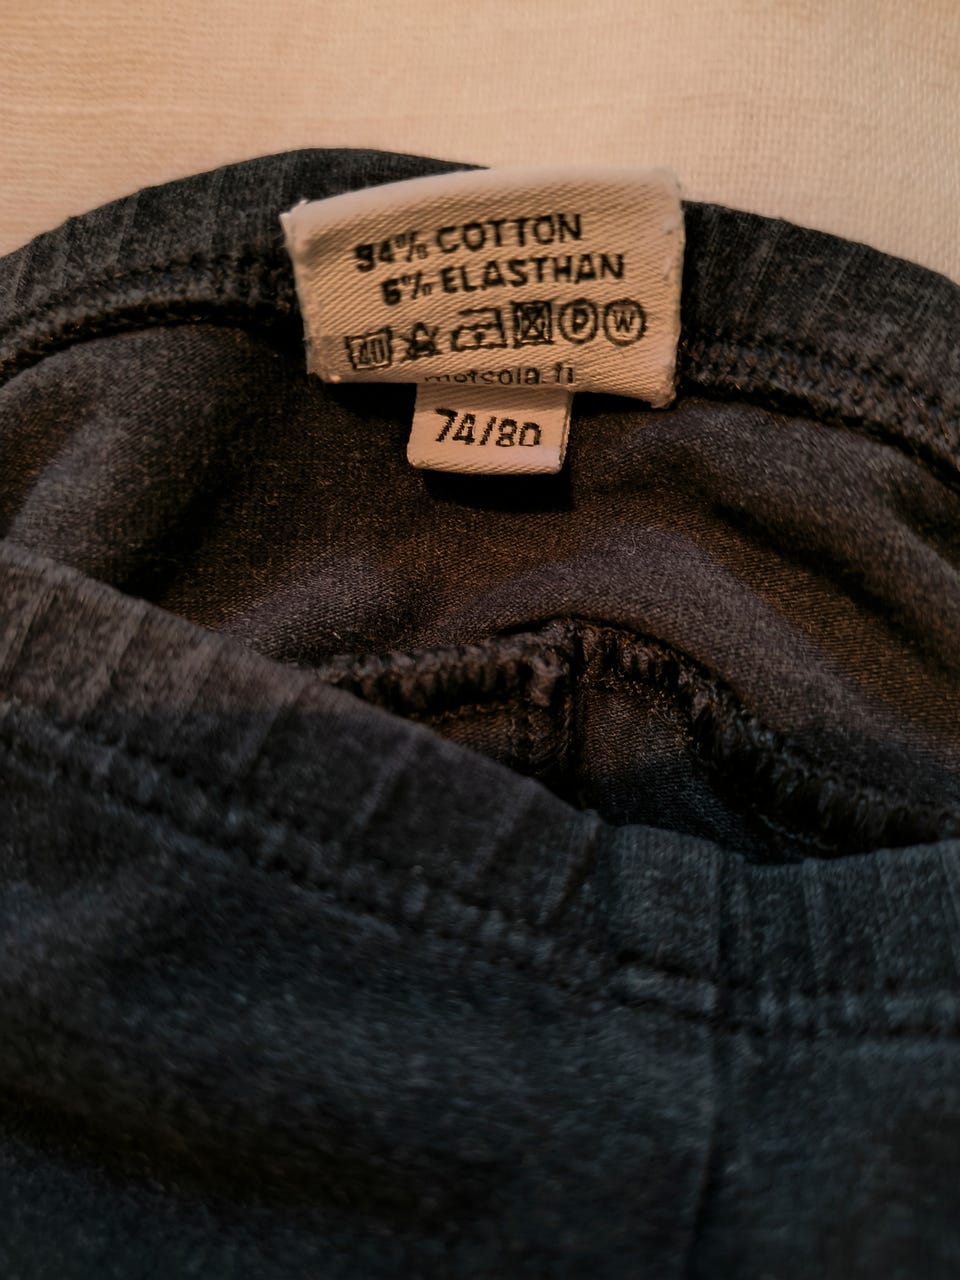 94% COTTON
6% ELASTHAN
40 P W
74/80